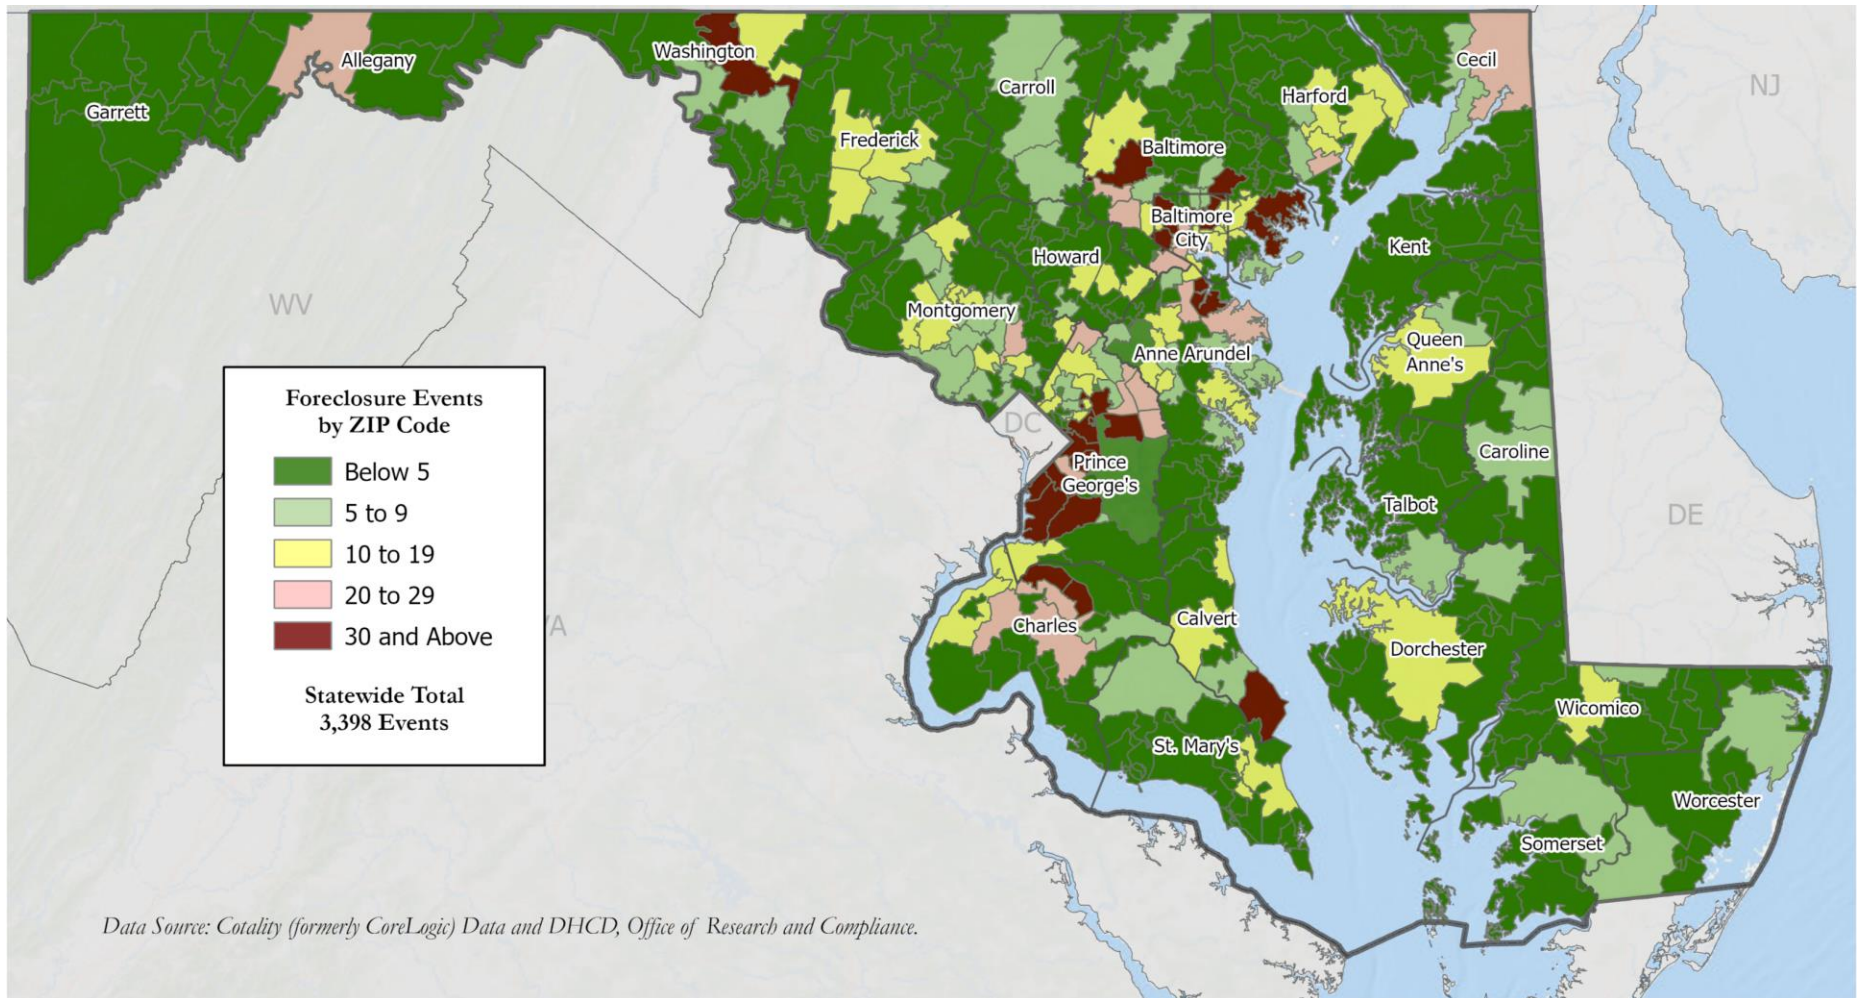 Garrett
Allegany
Washington
Frederick
Carroll
Baltimore
Harford
Cecil
NJ
Baltimore
City
Howard
Kent
WV
Montgomery
Anne Arundel
Queen
Anne's
DC
Prince
George's
Caroline
Talbot
DE
VA
Charles
Calvert
Dorchester
St. Mary's
Wicomico
Worcester
Somerset
Foreclosure Events
by ZIP Code
Below 5
5 to 9
10 to 19
20 to 29
30 and Above
Statewide Total
3,398 Events
Data Source: Cotality (formerly CoreLogic) Data and DHCD, Office of Research and Compliance.